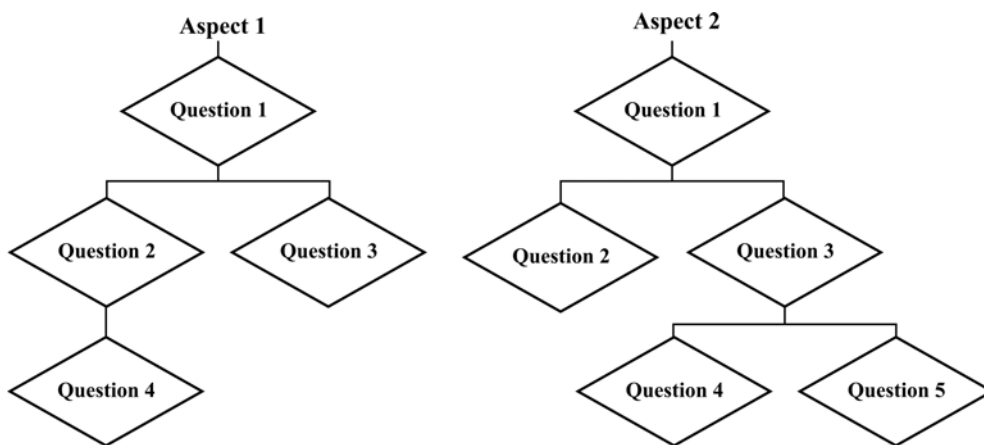 Aspect 1
Question 1
Question 2
Question 3
Question 4
Aspect 2
Question 1
Question 2
Question 3
Question 4
Question 5